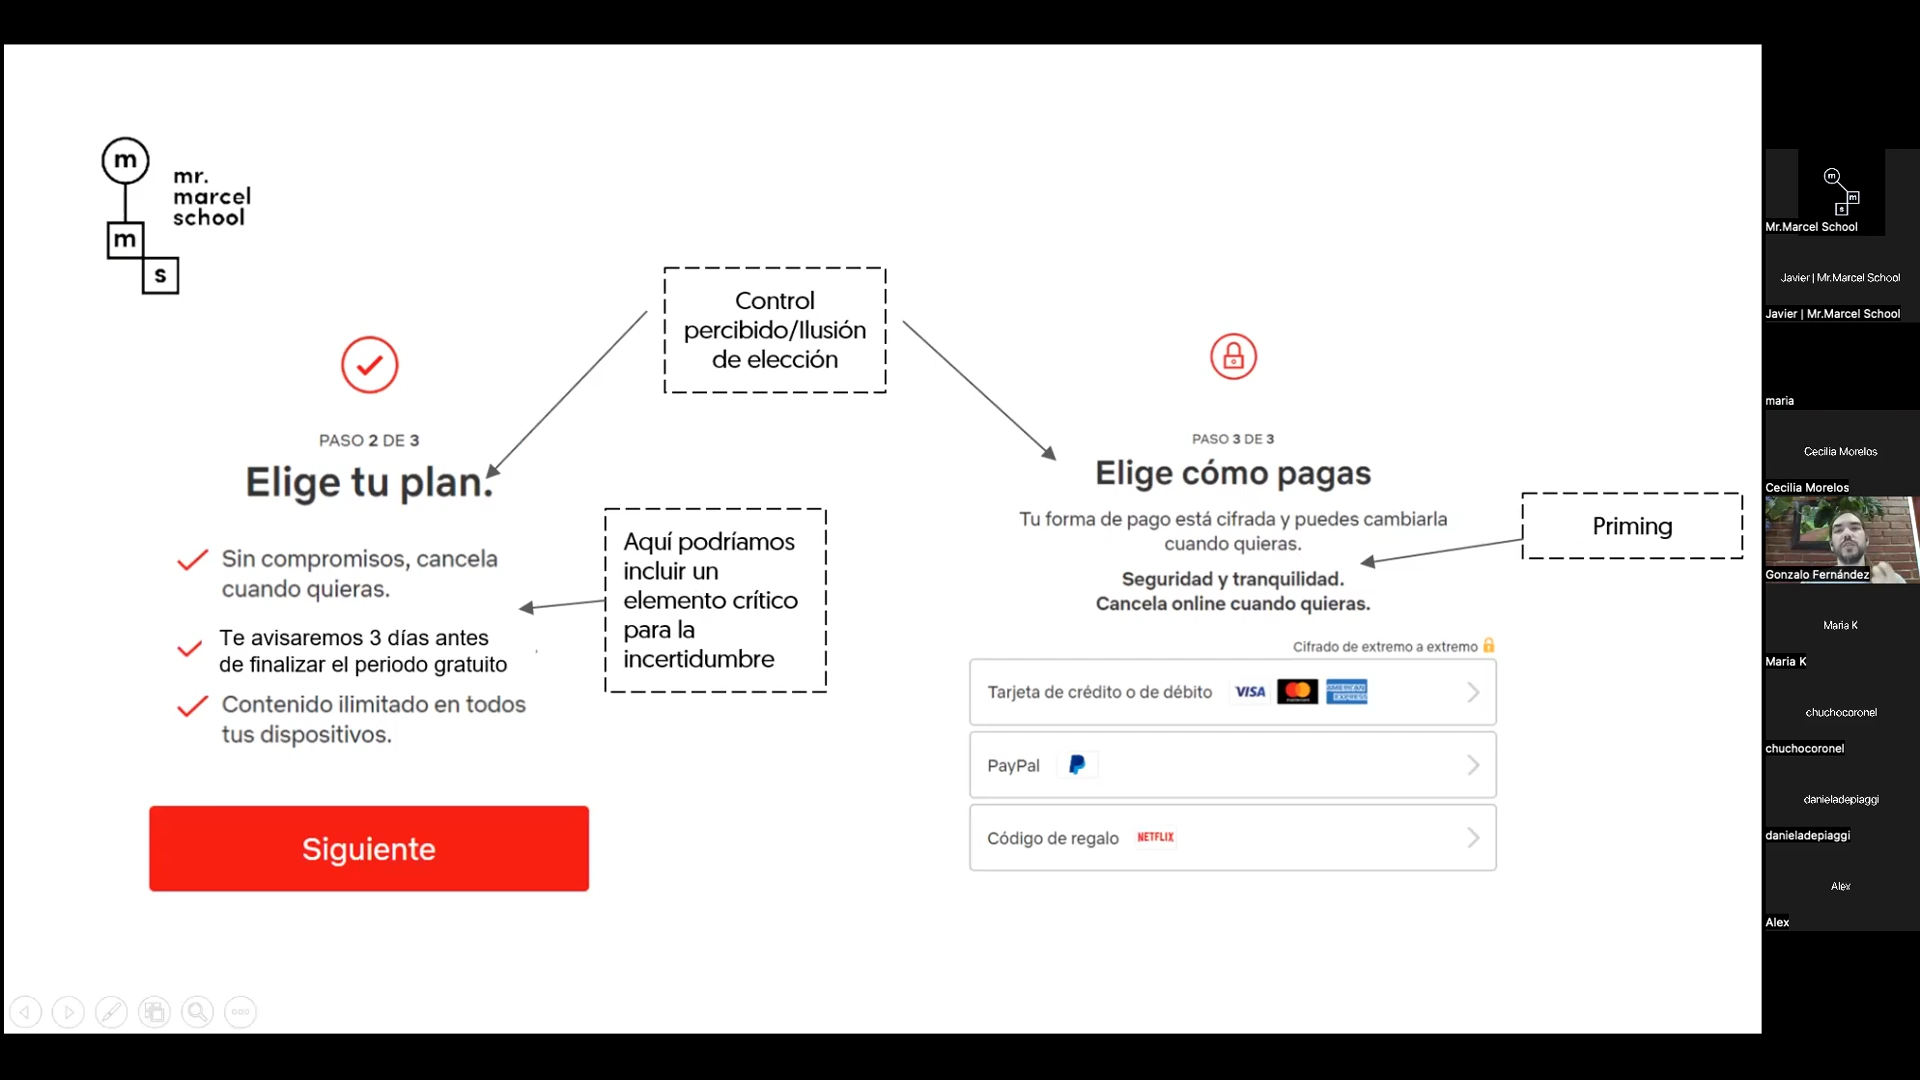 m
m
s
mr.
marcel
school
Control
percibido/Ilusión
de elección
PASO 2 DE 3
Elige tu plan.
Sin compromisos, cancela
cuando quieras.
Te avisaremos 3 días antes
de finalizar el periodo gratuito
Contenido ilimitado en todos
tus dispositivos.
Siguiente
Aquí podríamos
incluir un
elemento crítico
para la
incertidumbre
PASO 3 DE 3
Elige cómo pagas
Tu forma de pago está cifrada y puedes cambiarla
cuando quieras.
Seguridad y tranquilidad.
Cancela online cuando quieras.
Cifrado de extremo a extremo
Tarjeta de crédito o de débito VISA mastercard AMERICAN EXPRESS
PayPal
Código de regalo NETFLIX
Priming
m
m
s
Mr.Marcel School
Javier | Mr.Marcel School
Javier | Mr.Marcel School
maria
Cecilia Morelos
Cecilia Morelos
Gonzalo Fernández
Maria K
Maria K
chuchocoronel
chuchocoronel
danieladepiaggi
danieladepiaggi
Alex
Alex